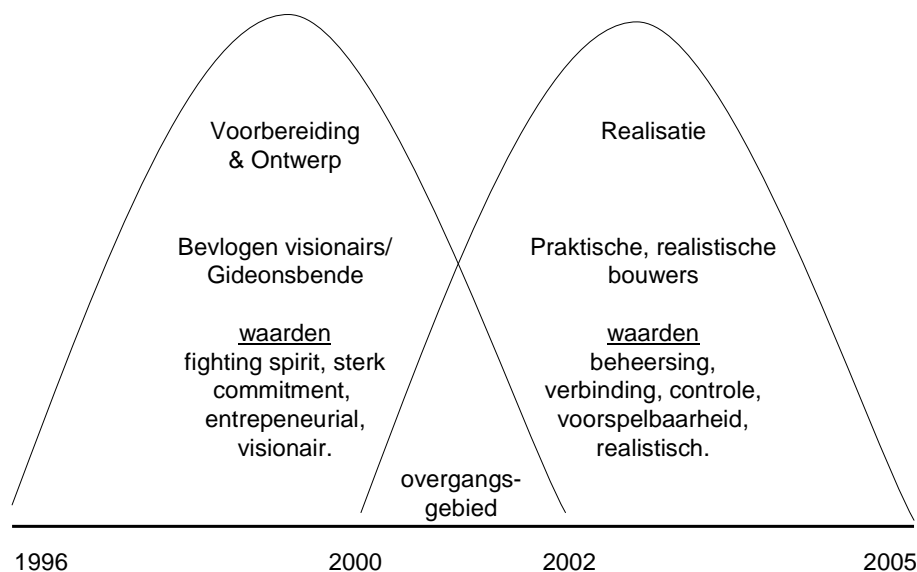 Voorbereiding
& Ontwerp
Bevlogen visionairs/
Gideonsbende
waarden
fighting spirit, sterk
commitment,
entrepeneurial,
visionair.
Realisatie
Praktische, realistische
bouwers
waarden
beheersing,
verbinding, controle,
voorspelbaarheid,
realistisch.
overgangs-
gebied
1996
2000
2002
2005